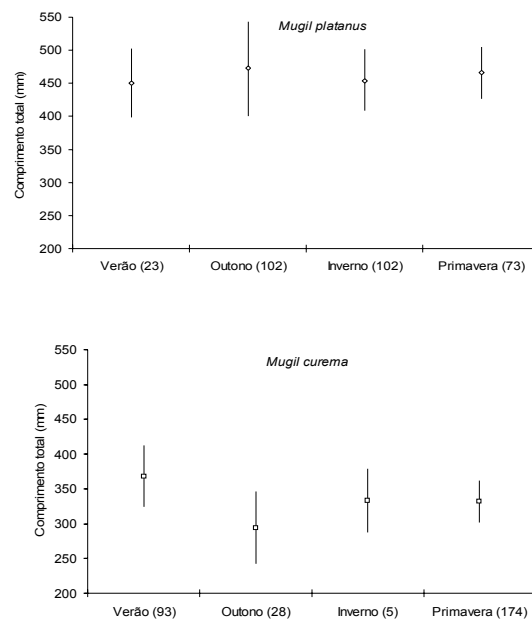 Mugil platanus
Comprimento total (mm)
550
500
450
400
350
300
250
200
Verão (23) Outono (102) Inverno (102) Primavera (73)
Mugil curema
Comprimento total (mm)
550
500
450
400
350
300
250
200
Verão (93) Outono (28) Inverno (5) Primavera (174)